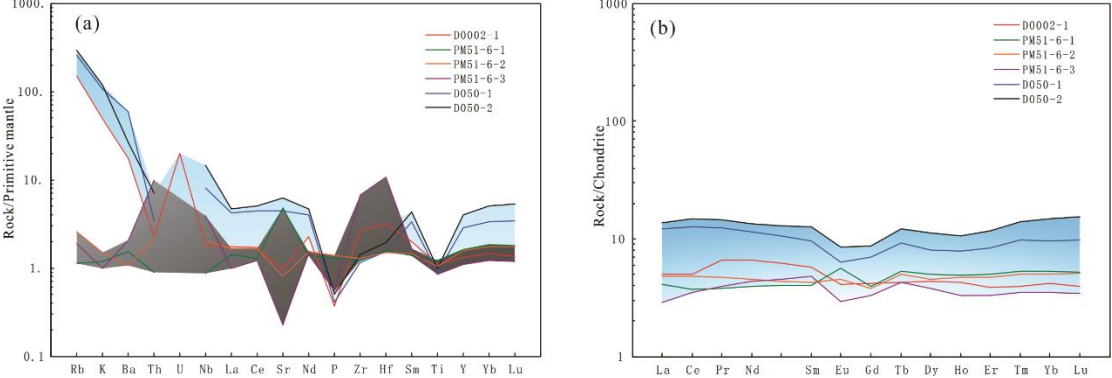 (a)
Rock/Primitive mantle
1000.
100.
10.
1.
0.1
D0002-1
PM51-6-1
PM51-6-2
PM51-6-3
D050-1
D050-2
Rb K Ba Th U Nb La Ce Sr Nd P Zr Hf Sm Ti Y Yb Lu
(b)
Rock/Chondrite
1000
100
10
1
D0002-1
PM51-6-1
PM51-6-2
PM51-6-3
D050-1
D050-2
La Ce Pr Nd Sm Eu Gd Tb Dy Ho Er Tm Yb Lu